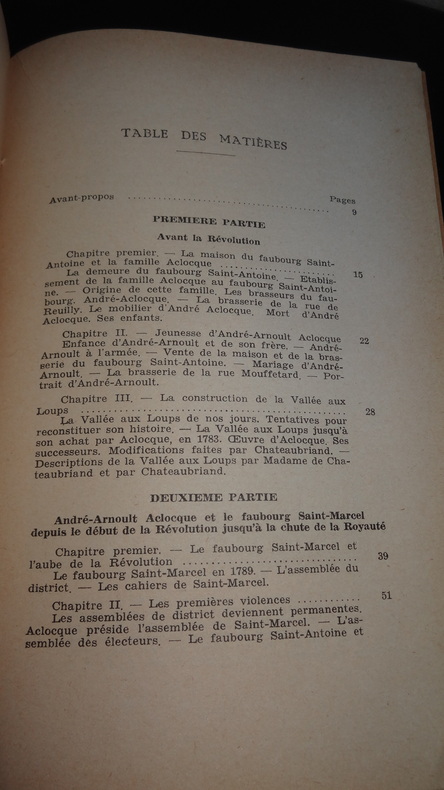 TABLE DES MATIÈRES
Pages
Avant-propos .............................. 9
PREMIERE PARTIE
Avant la Révolution
Chapitre premier. — La maison du faubourg Saint-
Antoine et la famille Aclocque ...................... 15
La demeure du faubourg Saint-Antoine. — Etablis-
sement de la famille Aclocque au faubourg Saint-Antoi-
ne. — Origine de cette famille. Les brasseurs du fau-
bourg. André-Aclocque. — La brasserie de la rue de
Reuilly. Le mobilier d'André Aclocque. Mort d'André
Aclocque. Ses enfants.
Chapitre II. — Jeunesse d'André-Arnoult Aclocque 22
Enfance d'André-Arnoult et de son frère. — André-
Arnoult à l'armée. — Vente de la maison et de la bras-
serie du faubourg Saint-Antoine. — Mariage d'André-
Arnoult. — La brasserie de la rue Mouffetard. — Por-
trait d'André-Arnoult.
Chapitre III. — La construction de la Vallée aux
Loups .............................................. 28
La Vallée aux Loups de nos jours. Tentatives pour
reconstituer son histoire. — La Vallée aux Loups jusqu'à
son achat par Aclocque, en 1783. Œuvre d'Aclocque. Ses
successeurs. Modifications faites par Chateaubriand. —
Descriptions de la Vallée aux Loups par Madame de Cha-
teaubriand et par Chateaubriand.
DEUXIEME PARTIE
André-Arnoult Aclocque et le faubourg Saint-Marcel
depuis le début de la Révolution jusqu'à la chute de la Royauté
Chapitre premier. — Le faubourg Saint-Marcel et
l'aube de la Révolution .............................. 39
Le faubourg Saint-Marcel en 1789. — L'assemblée du
district. — Les cahiers de Saint-Marcel.
Chapitre II. — Les premières violences ............ 51
Les assemblées de district deviennent permanentes.
Aclocque préside l'assemblée de Saint-Marcel. — L'as-
semblée des électeurs. — Le faubourg Saint-Antoine et